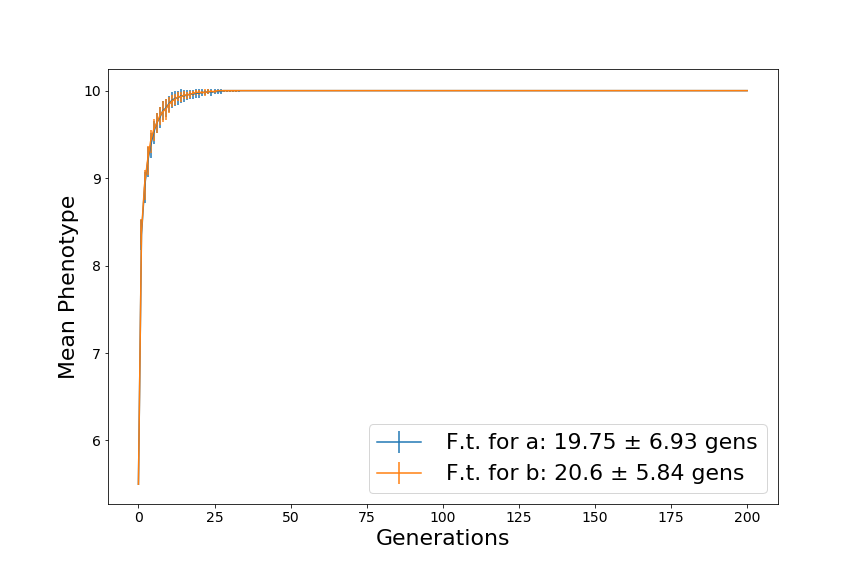 10
9
8
7
6
Mean Phenotype
F.t. for a: 19.75 ± 6.93 gens
F.t. for b: 20.6 ± 5.84 gens
0 25 50 75 100 125 150 175 200
Generations